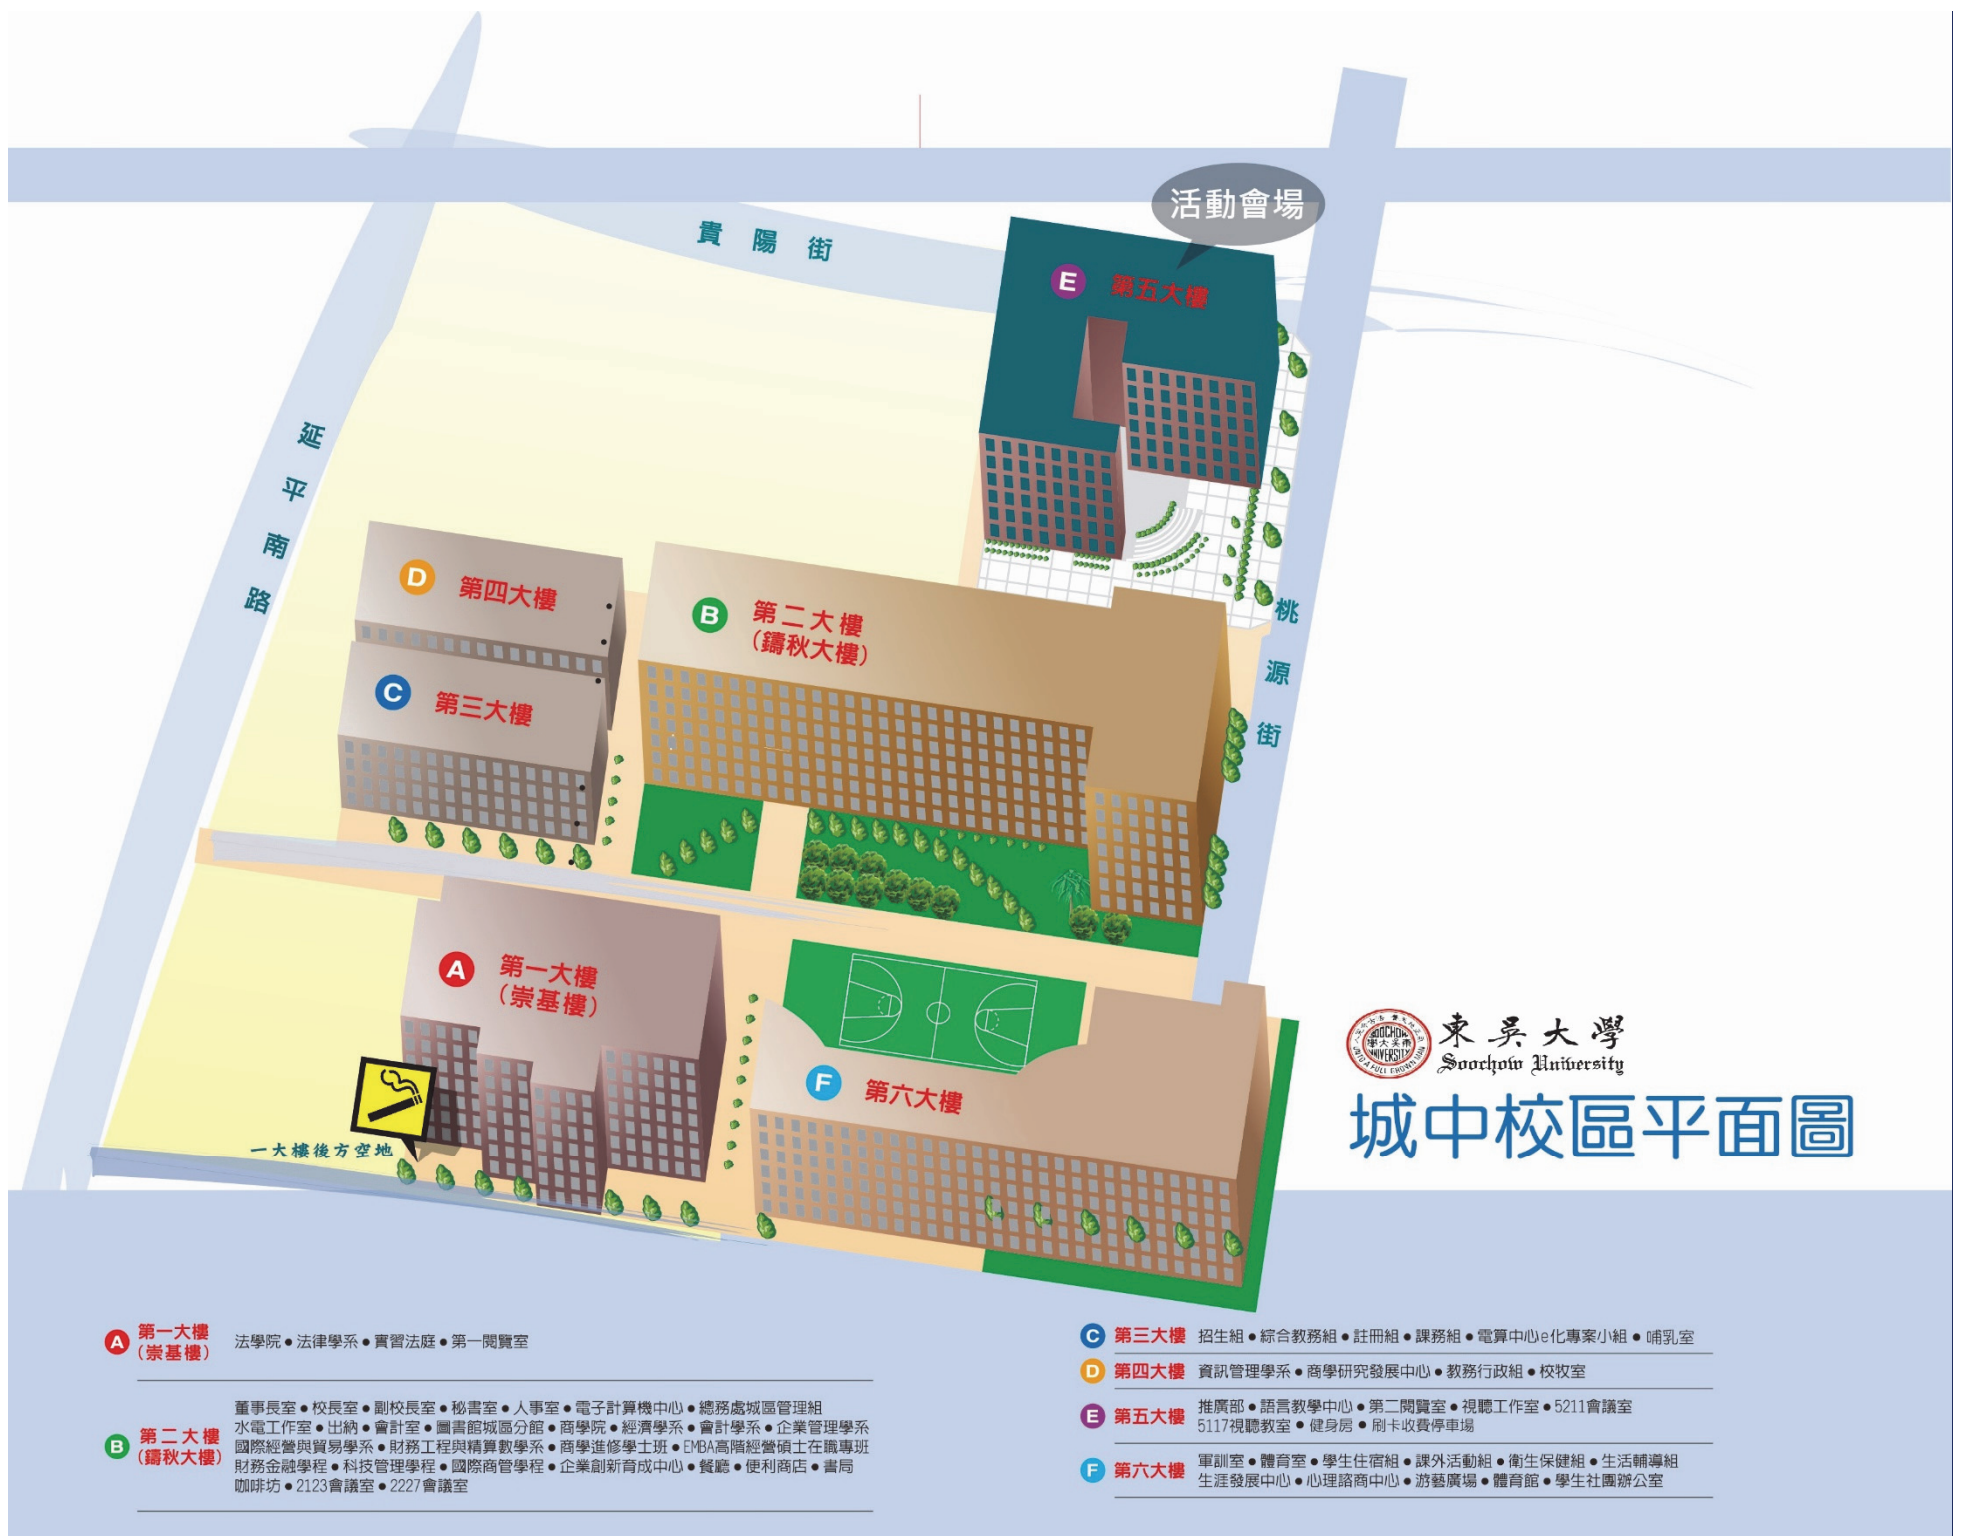 活動會場
貴陽街
E 第五大樓
延平南路
D 第四大樓
B 第二大樓
(鑄秋大樓)
桃源街
C 第三大樓
A 第一大樓
(崇基樓)
F 第六大樓
一大樓後方空地
東吳大學
Soochow University
城中校區平面圖
A 第一大樓
(崇基樓)
法學院●法律學系●實習法庭●第一閱覽室
B 第二大樓
(鑄秋大樓)
董事長室●校長室●副校長室●秘書室●人事室●電子計算機中心●總務處城區管理組
水電工作室●出納●會計室●圖書館城區分館●商學院●經濟學系●會計學系●企業管理學系
國際經營與貿易學系●財務工程與精算數學系●商學進修學士班●EMBA高階經營碩士在職專班
財務金融學程●科技管理學程●國際商管學程●企業創新育成中心●餐廳●便利商店●書局
咖啡坊●2123會議室●2227會議室
C 第三大樓 招生組●綜合教務組●註冊組●課務組●電算中心e化專案小組●哺乳室
D 第四大樓 資訊管理學系●商學研究發展中心●教務行政組●校牧室
E 第五大樓 推廣部●語言教學中心●第二閱覽室●視聽工作室●5211會議室
5117視聽教室●健身房●刷卡收費停車場
F 第六大樓 軍訓室●體育室●學生住宿組●課外活動組●衛生保健組●生活輔導組
生涯發展中心●心理諮商中心●游藝廣場●體育館●學生社團辦公室